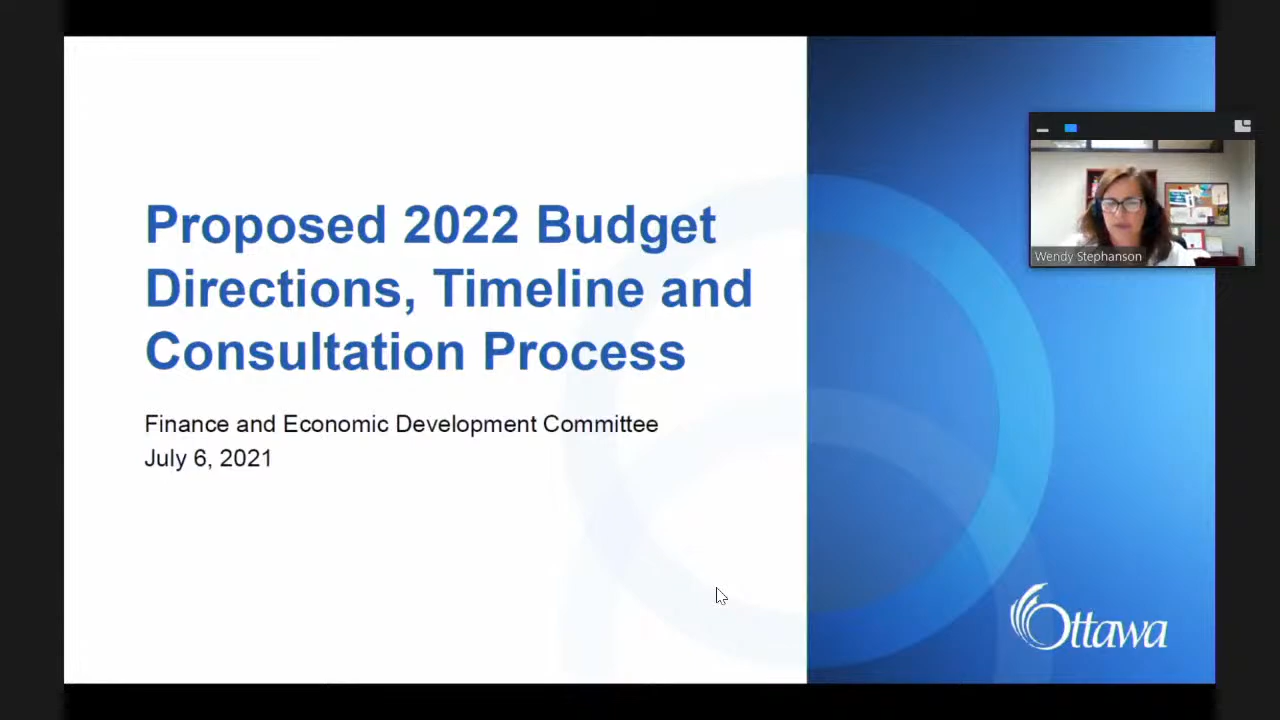 Proposed 2022 Budget
Directions, Timeline and
Consultation Process
Finance and Economic Development Committee
July 6, 2021
Wendy Stephanson
Ottawa